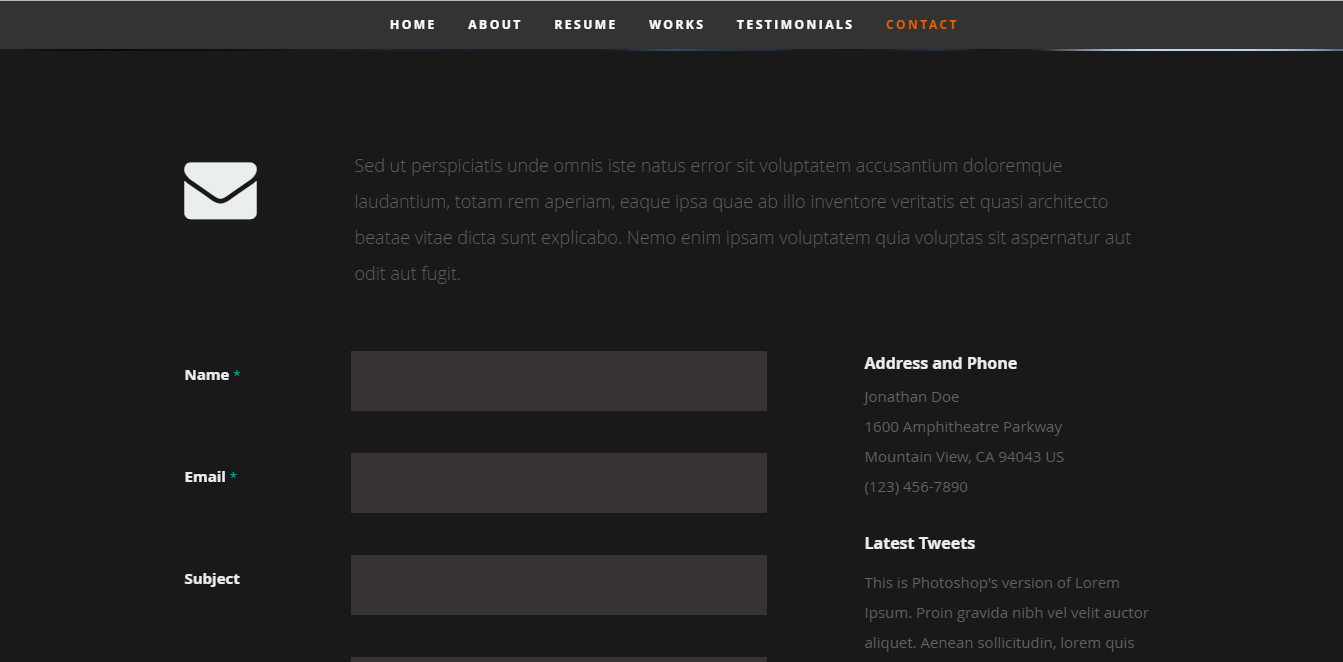 HOME ABOUT RESUME WORKS TESTIMONIALS CONTACT
Sed ut perspiciatis unde omnis iste natus error sit voluptatem accusantium doloremque
laudantium, totam rem aperiam, eaque ipsa quae ab illo inventore veritatis et quasi architecto
beatae vitae dicta sunt explicabo. Nemo enim ipsam voluptatem quia voluptas sit aspernatur aut
odit aut fugit.
Name *
Email *
Subject
Address and Phone
Jonathan Doe
1600 Amphitheatre Parkway
Mountain View, CA 94043 US
(123) 456-7890
Latest Tweets
This is Photoshop's version of Lorem
Ipsum. Proin gravida nibh vel velit auctor
aliquet. Aenean sollicitudin, lorem quis